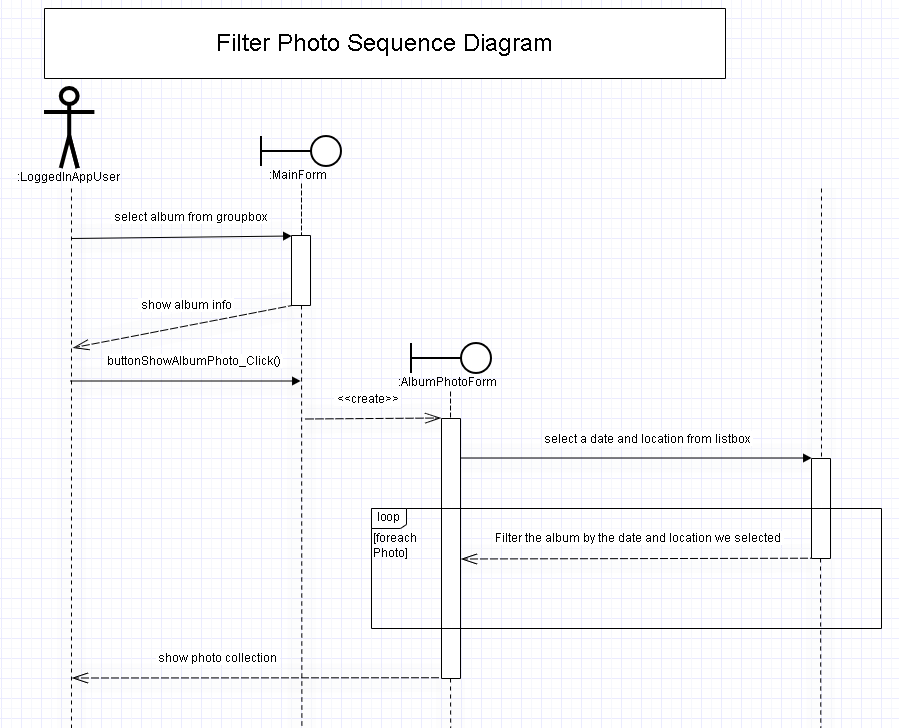 Filter Photo Sequence Diagram
:LoggedInAppUser
:MainForm
select album from groupbox
show album info
buttonShowAlbumPhoto_Click()
:AlbumPhotoForm
<<create>>
select a date and location from listbox
loop
[foreach
Photo]
Filter the album by the date and location we selected
show photo collection